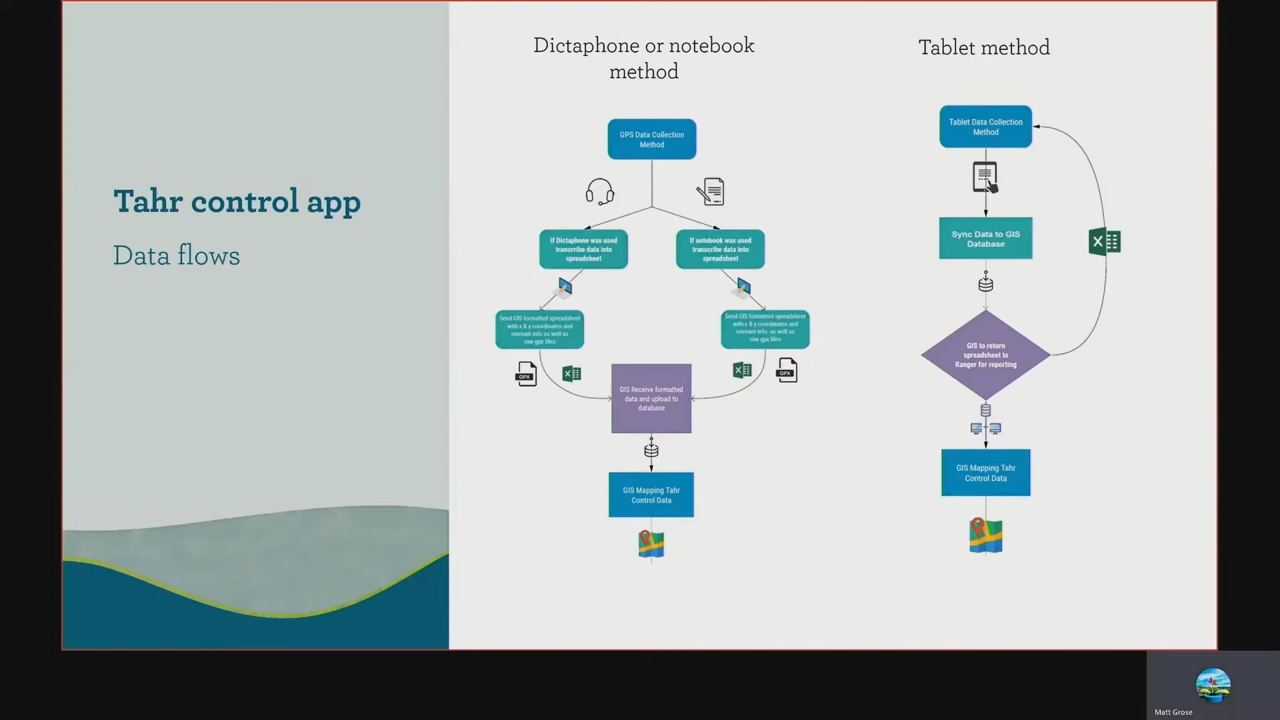 Tahr control app
Data flows
Dictaphone or notebook
method
GPS Data Collection
Method
If Dictaphone was used
transcribe data into
spreadsheet
If notebook was used
transcribe data into
spreadsheet
Send GIS formatted spreadsheet
with x & y coordinates and
relevant info as well as
raw gpx files
Send GIS formatted spreadsheet
with x & y coordinates and
relevant info as well as
raw gpx files
GPX
GPX
GIS Receive formatted
data and upload to
database
GIS Mapping Tahr
Control Data
Tablet method
Tablet Data Collection
Method
Sync Data to GIS
Database
GIS to return
spreadsheet to
Ranger for reporting
GIS Mapping Tahr
Control Data
Matt Grose